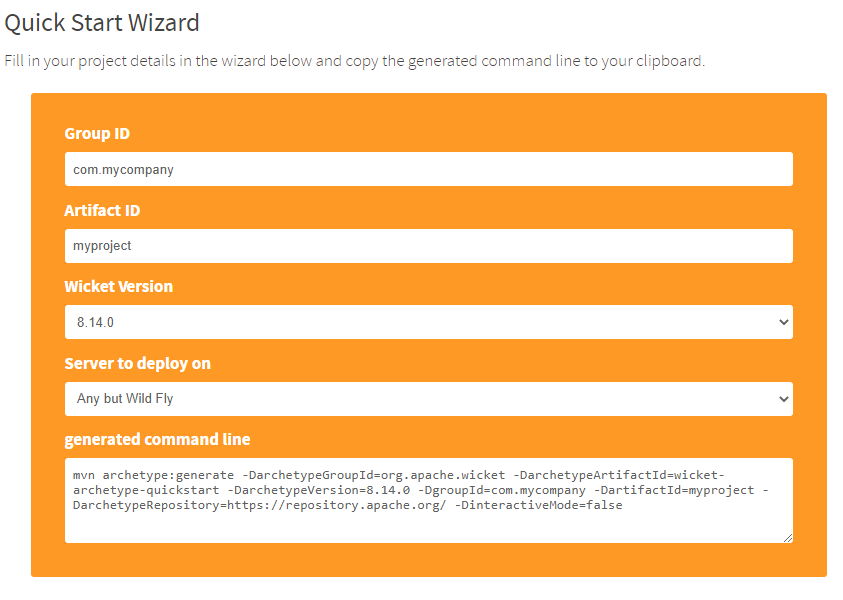 Quick Start Wizard
Fill in your project details in the wizard below and copy the generated command line to your clipboard.
Group ID
com.mycompany
Artifact ID
myproject
Wicket Version
8.14.0
Server to deploy on
Any but Wild Fly
generated command line
mvn archetype:generate -DarchetypeGroupId=org.apache.wicket -DarchetypeArtifactId=wicket-
archetype-quickstart -DarchetypeVersion=8.14.0 -DgroupId=com.mycompany -DartifactId=myproject -
DarchetypeRepository=https://repository.apache.org/ -DinteractiveMode=false